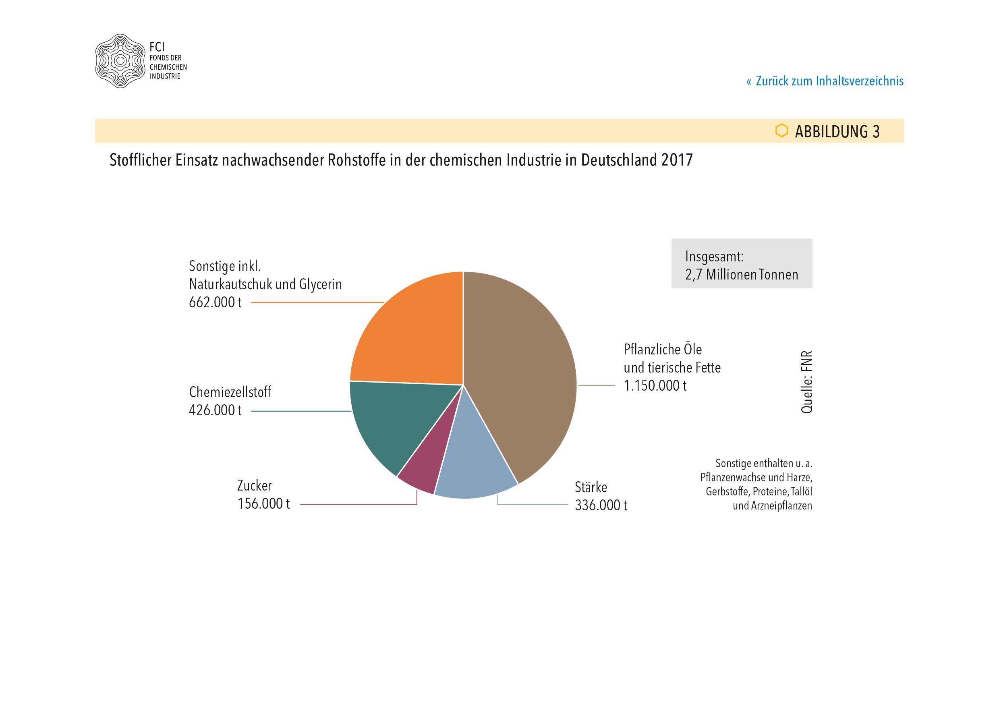 FCI
FONDS DER
CHEMISCHEN
INDUSTRIE
« Zurück zum Inhaltsverzeichnis
ABBILDUNG 3
Stofflicher Einsatz nachwachsender Rohstoffe in der chemischen Industrie in Deutschland 2017
Insgesamt:
2,7 Millionen Tonnen
Sonstige inkl.
Naturkautschuk und Glycerin
662.000 t
Pflanzliche Öle
und tierische Fette
1.150.000 t
Quelle: FNR
Chemiezellstoff
426.000 t
Zucker
156.000 t
Stärke
336.000 t
Sonstige enthalten u. a.
Pflanzenwachse und Harze,
Gerbstoffe, Proteine, Tallöl
und Arzneipflanzen